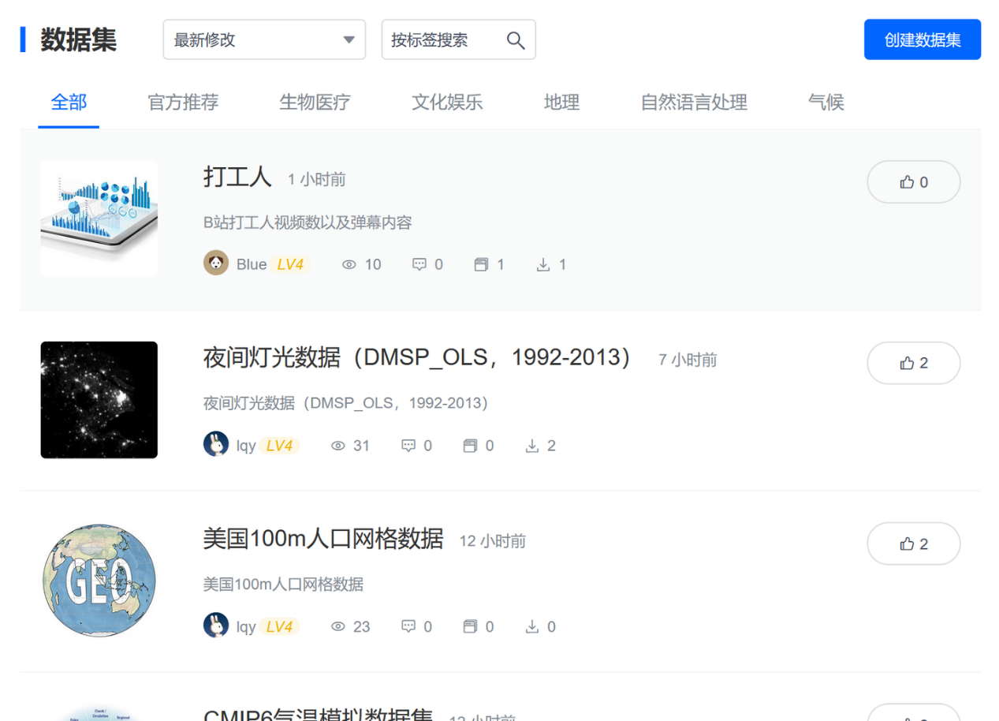 数据集 最新修改 按标签搜索 创建数据集
全部 官方推荐 生物医疗 文化娱乐 地理 自然语言处理 气候
打工人 1 小时前 0
B站打工人视频数以及弹幕内容
Blue LV4 10 0 1 1
夜间灯光数据（DMSP_OLS，1992-2013） 7 小时前 2
夜间灯光数据（DMSP_OLS，1992-2013）
lqy LV4 31 0 0 2
美国100m人口网格数据 12 小时前 2
GEO
美国100m人口网格数据
lqy LV4 23 0 0 0
CMIP6气温模拟数据集 12 小时前